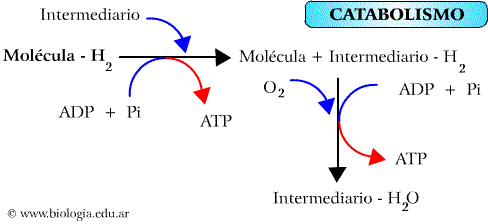 Intermediario
CATABOLISMO
Molécula - H2
Molécula + Intermediario - H2
O2
ADP + Pi
ADP + Pi
ATP
ATP
Intermediario - H2O
© www.biologia.edu.ar